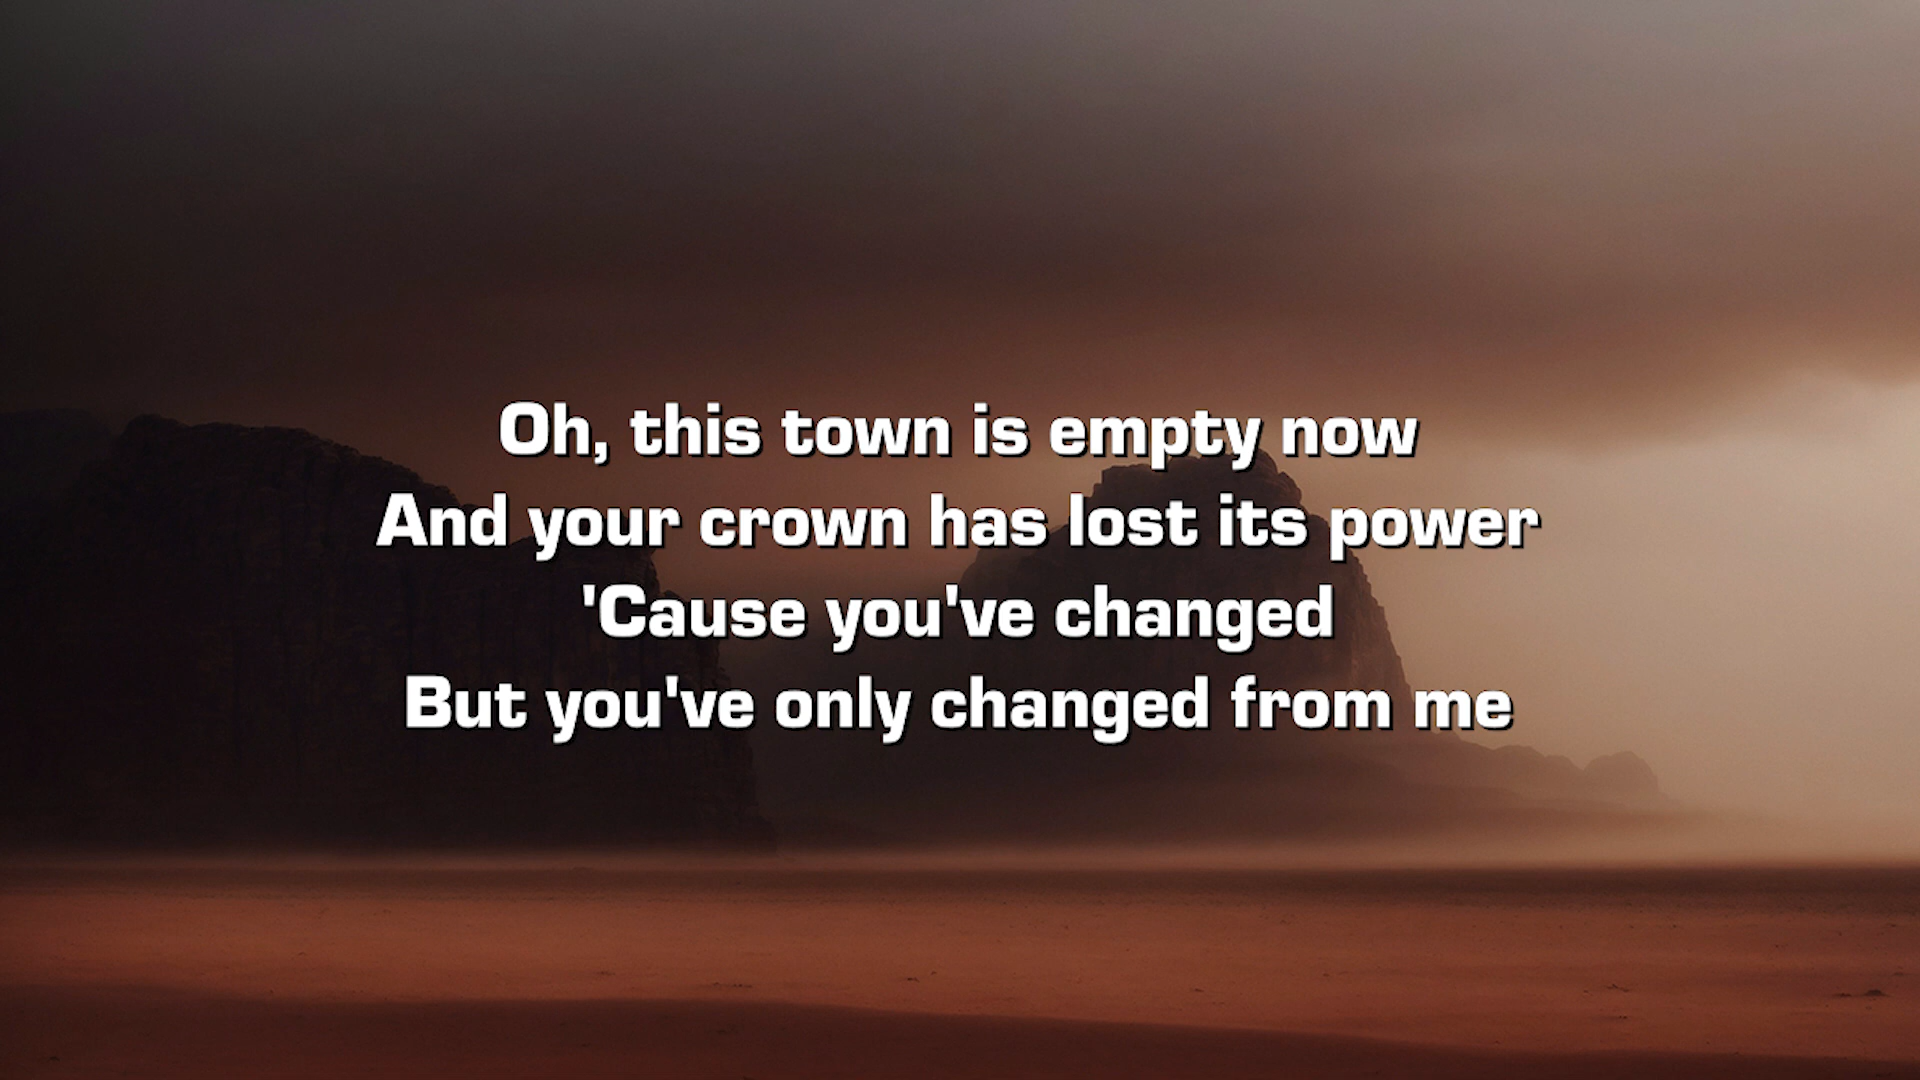 Oh, this town is empty now
And your crown has lost its power
'Cause you've changed
But you've only changed from me